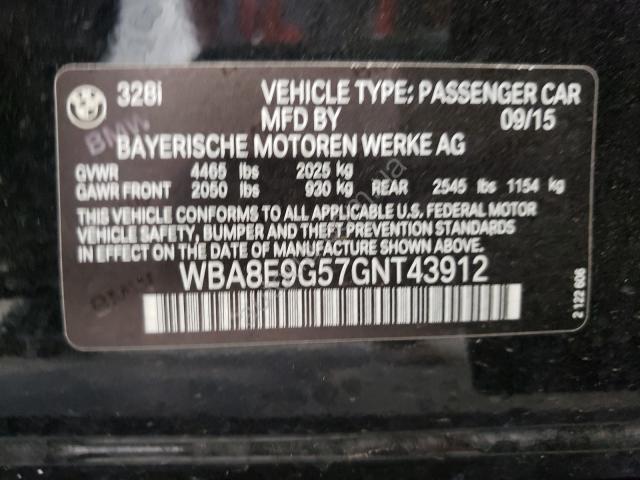 328i VEHICLE TYPE: PASSENGER CAR
MFD BY 09/15
BAYERISCHE MOTOREN WERKE AG
GVWR 4465 lbs 2025 kg
GAWR FRONT 2050 lbs 930 kg REAR 2545 lbs 1154 kg
THIS VEHICLE CONFORMS TO ALL APPLICABLE U.S. FEDERAL MOTOR
VEHICLE SAFETY, BUMPER AND THEFT PREVENTION STANDARDS
IN EFFECT ON THE DATE OF MANUFACTURE SHOWN ABOVE.
WBA8E9G57GNT43912
2 122 606
BMW